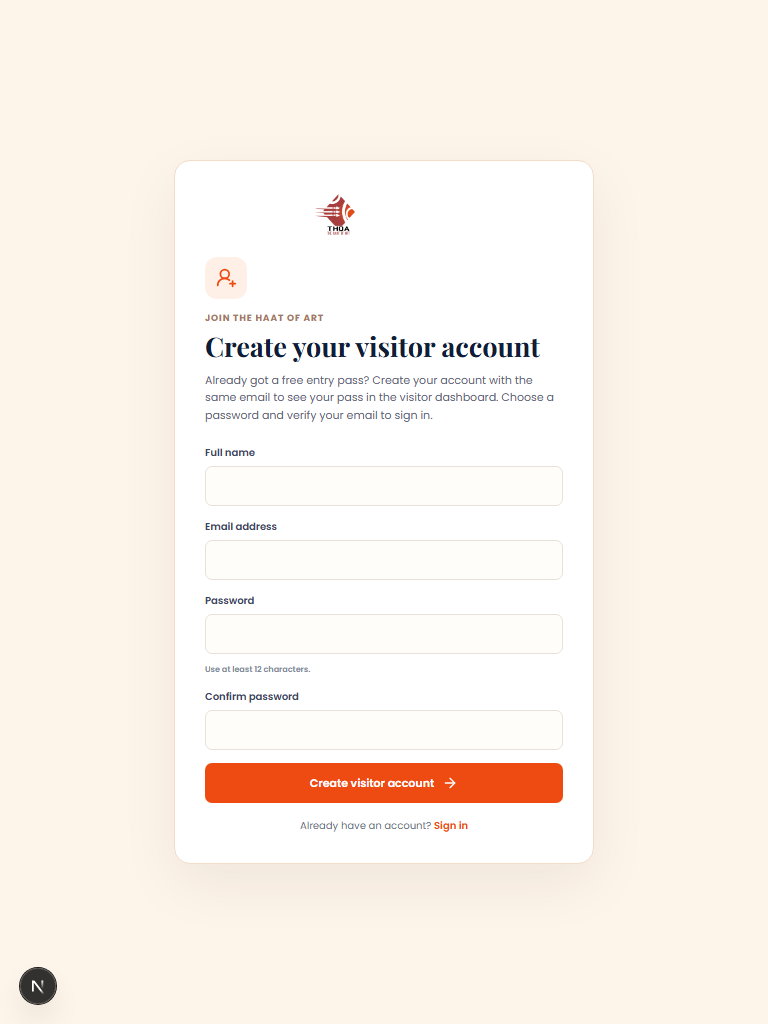 THOA
JOIN THE HAAT OF ART
Create your visitor account
Already got a free entry pass? Create your account with the
same email to see your pass in the visitor dashboard. Choose a
password and verify your email to sign in.
Full name
Email address
Password
Use at least 12 characters.
Confirm password
Create visitor account
Already have an account? Sign in
N